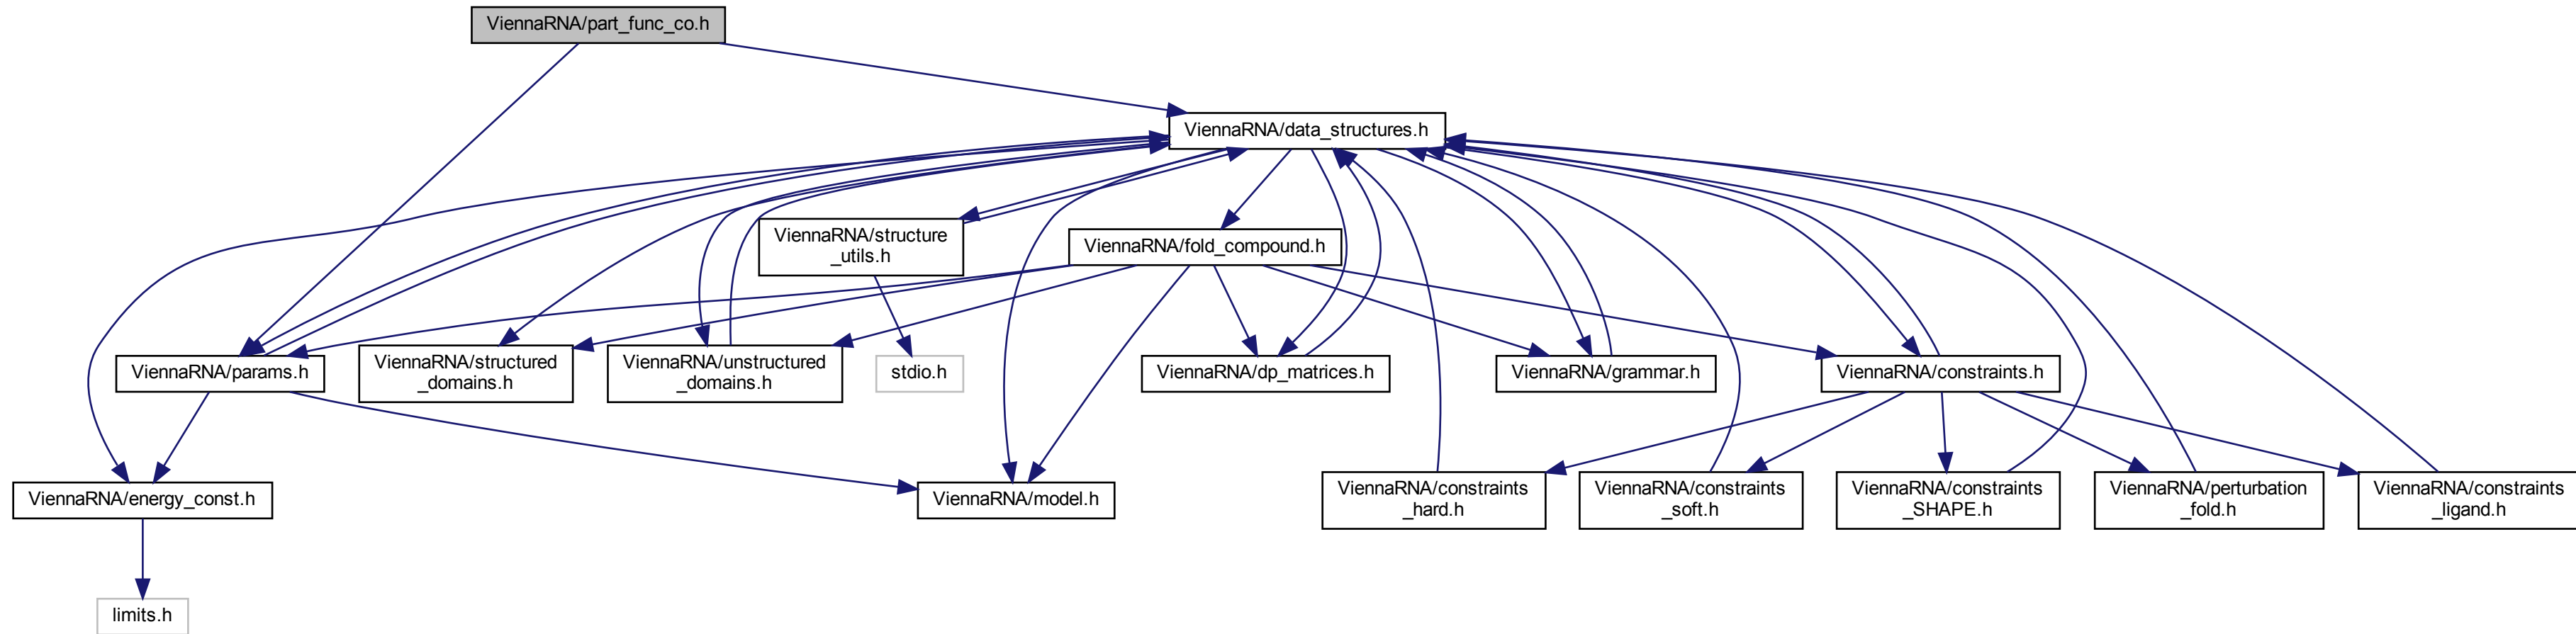 ViennaRNA/part_func_co.h
ViennaRNA/data_structures.h
ViennaRNA/structure
_utils.h
ViennaRNA/fold_compound.h
ViennaRNA/params.h
ViennaRNA/structured
_domains.h
ViennaRNA/unstructured
_domains.h
stdio.h
ViennaRNA/dp_matrices.h
ViennaRNA/grammar.h
ViennaRNA/constraints.h
ViennaRNA/energy_const.h
ViennaRNA/model.h
ViennaRNA/constraints
_hard.h
ViennaRNA/constraints
_soft.h
ViennaRNA/constraints
_SHAPE.h
ViennaRNA/perturbation
_fold.h
ViennaRNA/constraints
_ligand.h
limits.h